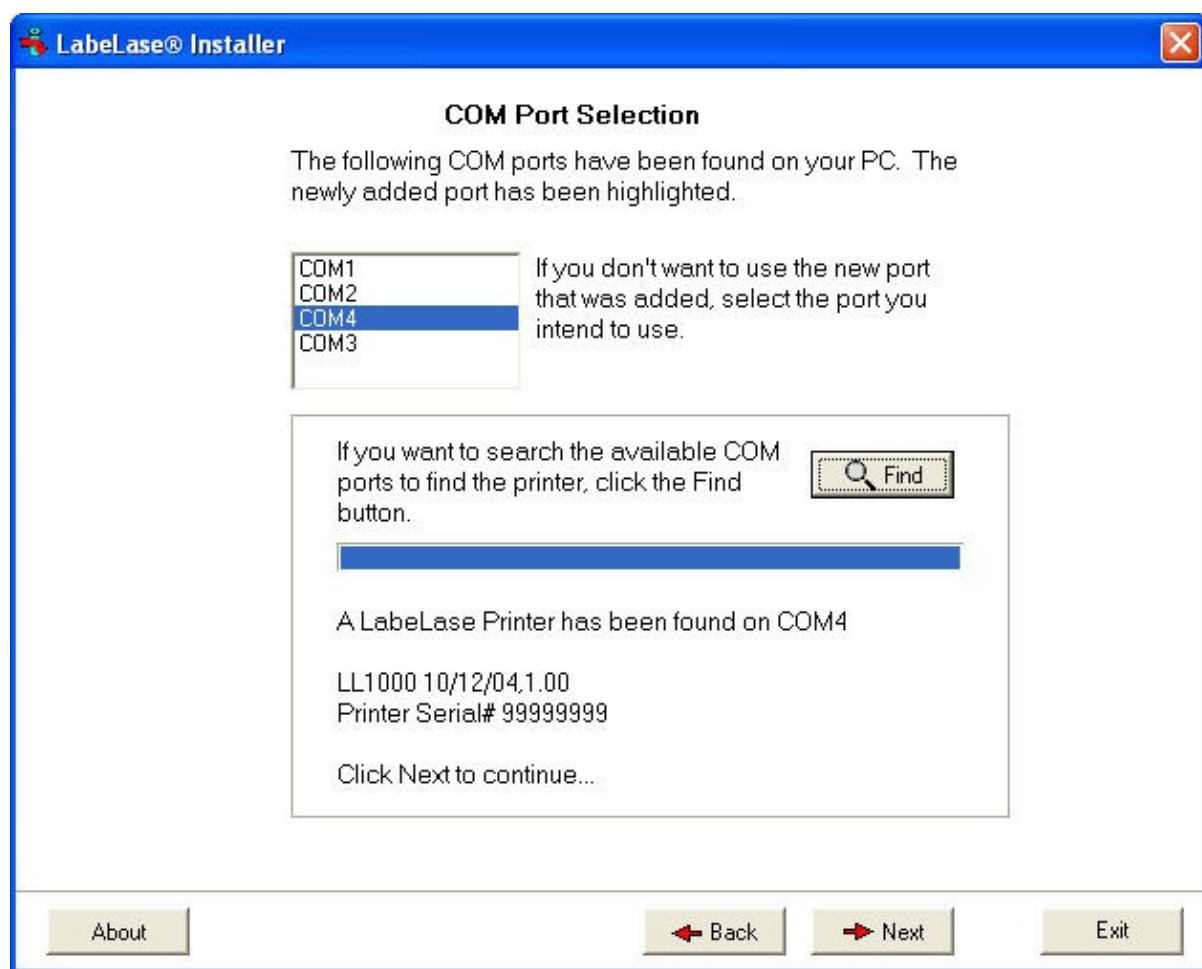 LabeLase® Installer
COM Port Selection
The following COM ports have been found on your PC. The
newly added port has been highlighted.
COM1
COM2
COM4
COM3
If you don't want to use the new port
that was added, select the port you
intend to use.
If you want to search the available COM
ports to find the printer, click the Find
button.
Find
A LabeLase Printer has been found on COM4
LL1000 10/12/04,1.00
Printer Serial# 99999999
Click Next to continue...
About
Back
Next
Exit